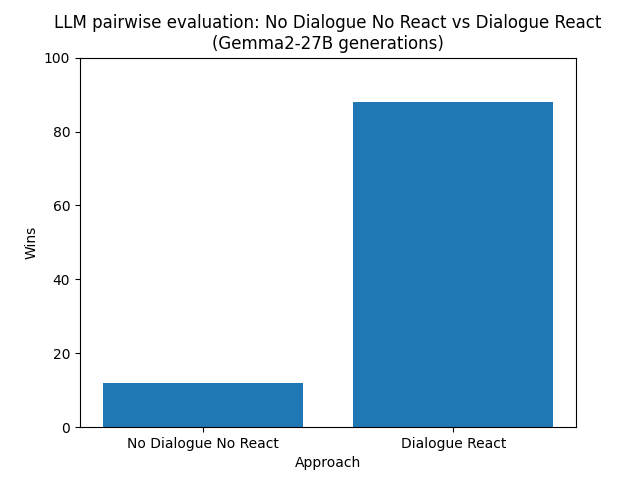 LLM pairwise evaluation: No Dialogue No React vs Dialogue React
(Gemma2-27B generations)
100
80
60
40
20
0
Wins
No Dialogue No React
Dialogue React
Approach